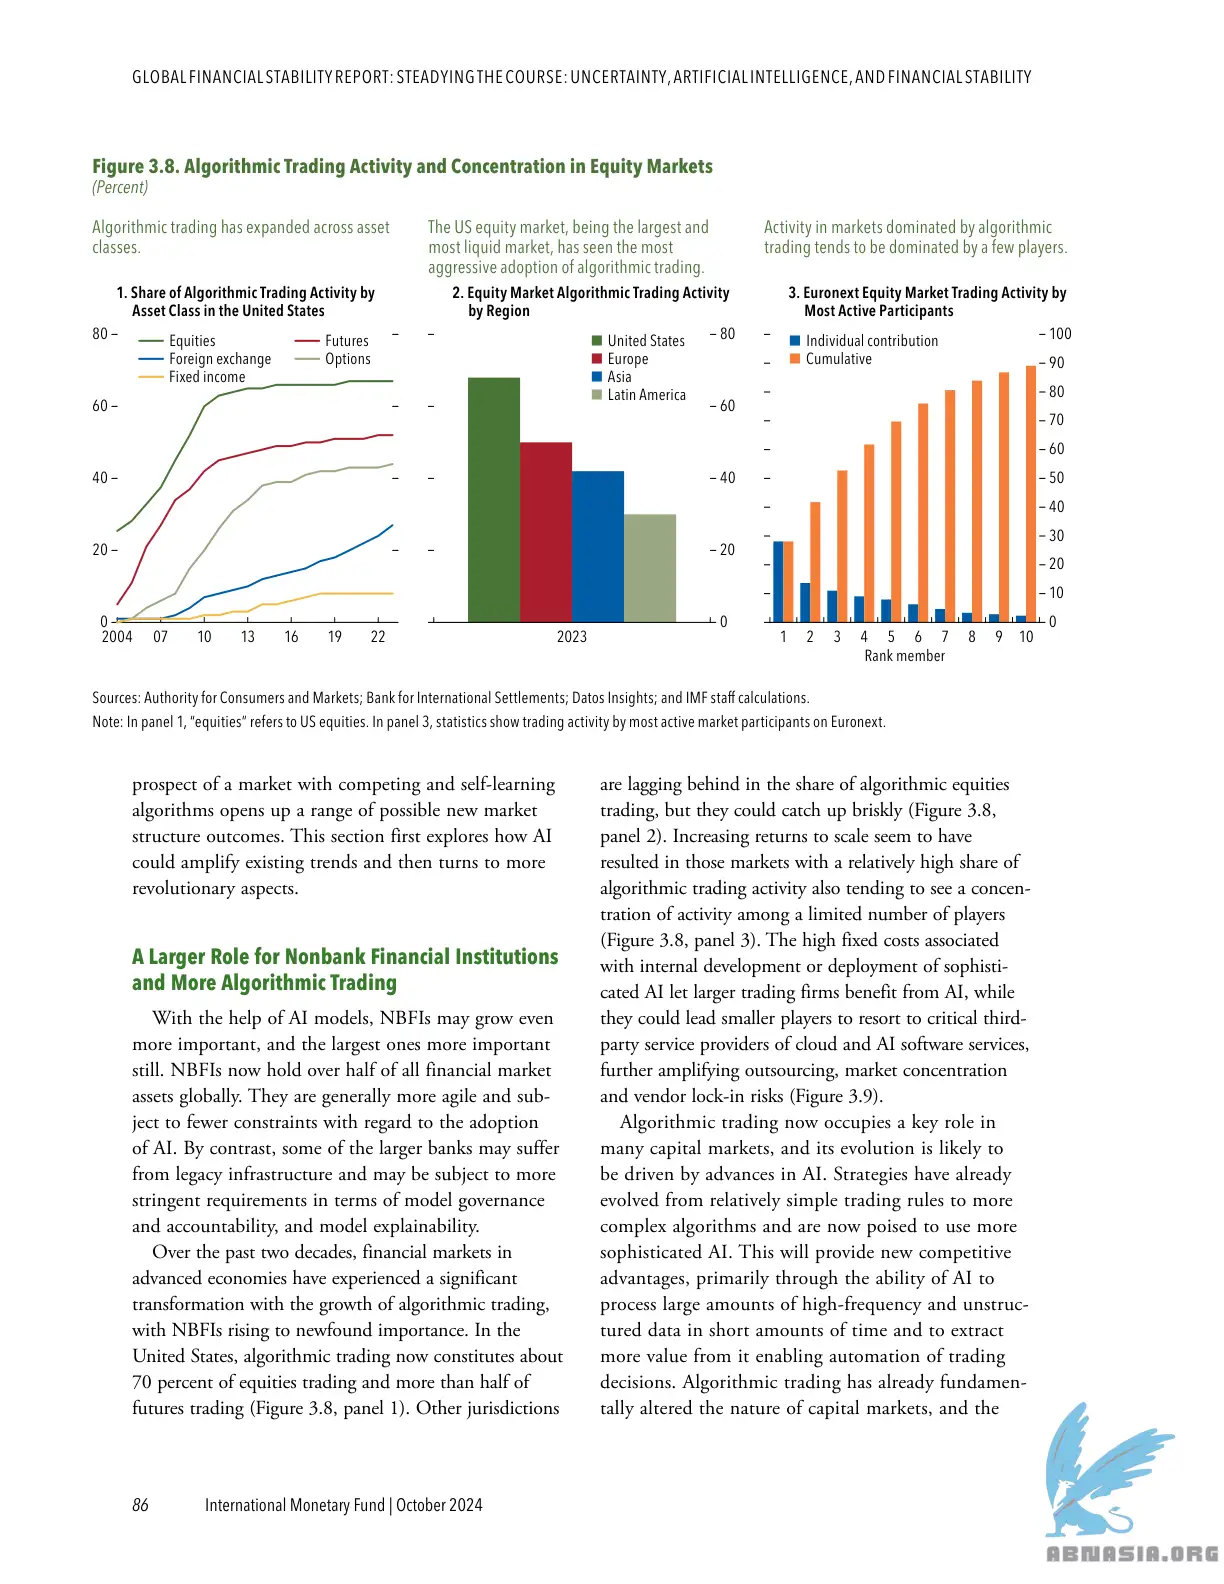 GLOBAL FINANCIAL STABILITY REPORT: STEADYING THE COURSE: UNCERTAINTY, ARTIFICIAL INTELLIGENCE, AND FINANCIAL STABILITY
Figure 3.8. Algorithmic Trading Activity and Concentration in Equity Markets
(Percent)
Algorithmic trading has expanded across asset
classes.
1. Share of Algorithmic Trading Activity by
Asset Class in the United States
Equities
Foreign exchange
Fixed income
Futures
Options
80
60
40
20
0
2004 07 10 13 16 19 22
The US equity market, being the largest and
most liquid market, has seen the most
aggressive adoption of algorithmic trading.
2. Equity Market Algorithmic Trading Activity
by Region
United States
Europe
Asia
Latin America
80
60
40
20
0
2023
Activity in markets dominated by algorithmic
trading tends to be dominated by a few players.
3. Euronext Equity Market Trading Activity by
Most Active Participants
Individual contribution
Cumulative
100
90
80
70
60
50
40
30
20
10
0
1 2 3 4 5 6 7 8 9 10
Rank member
Sources: Authority for Consumers and Markets; Bank for International Settlements; Datos Insights; and IMF staff calculations.
Note: In panel 1, “equities” refers to US equities. In panel 3, statistics show trading activity by most active market participants on Euronext.
prospect of a market with competing and self-learning
algorithms opens up a range of possible new market
structure outcomes. This section first explores how AI
could amplify existing trends and then turns to more
revolutionary aspects.
A Larger Role for Nonbank Financial Institutions
and More Algorithmic Trading
With the help of AI models, NBFIs may grow even
more important, and the largest ones more important
still. NBFIs now hold over half of all financial market
assets globally. They are generally more agile and sub-
ject to fewer constraints with regard to the adoption
of AI. By contrast, some of the larger banks may suffer
from legacy infrastructure and may be subject to more
stringent requirements in terms of model governance
and accountability, and model explainability.
Over the past two decades, financial markets in
advanced economies have experienced a significant
transformation with the growth of algorithmic trading,
with NBFIs rising to newfound importance. In the
United States, algorithmic trading now constitutes about
70 percent of equities trading and more than half of
futures trading (Figure 3.8, panel 1). Other jurisdictions
are lagging behind in the share of algorithmic equities
trading, but they could catch up briskly (Figure 3.8,
panel 2). Increasing returns to scale seem to have
resulted in those markets with a relatively high share of
algorithmic trading activity also tending to see a concen-
tration of activity among a limited number of players
(Figure 3.8, panel 3). The high fixed costs associated
with internal development or deployment of sophisti-
cated AI let larger trading firms benefit from AI, while
they could lead smaller players to resort to critical third-
party service providers of cloud and AI software services,
further amplifying outsourcing, market concentration
and vendor lock-in risks (Figure 3.9).
Algorithmic trading now occupies a key role in
many capital markets, and its evolution is likely to
be driven by advances in AI. Strategies have already
evolved from relatively simple trading rules to more
complex algorithms and are now poised to use more
sophisticated AI. This will provide new competitive
advantages, primarily through the ability of AI to
process large amounts of high-frequency and unstruc-
tured data in short amounts of time and to extract
more value from it enabling automation of trading
decisions. Algorithmic trading has already fundamen-
tally altered the nature of capital markets, and the
86 International Monetary Fund | October 2024
ABNASIA.ORG